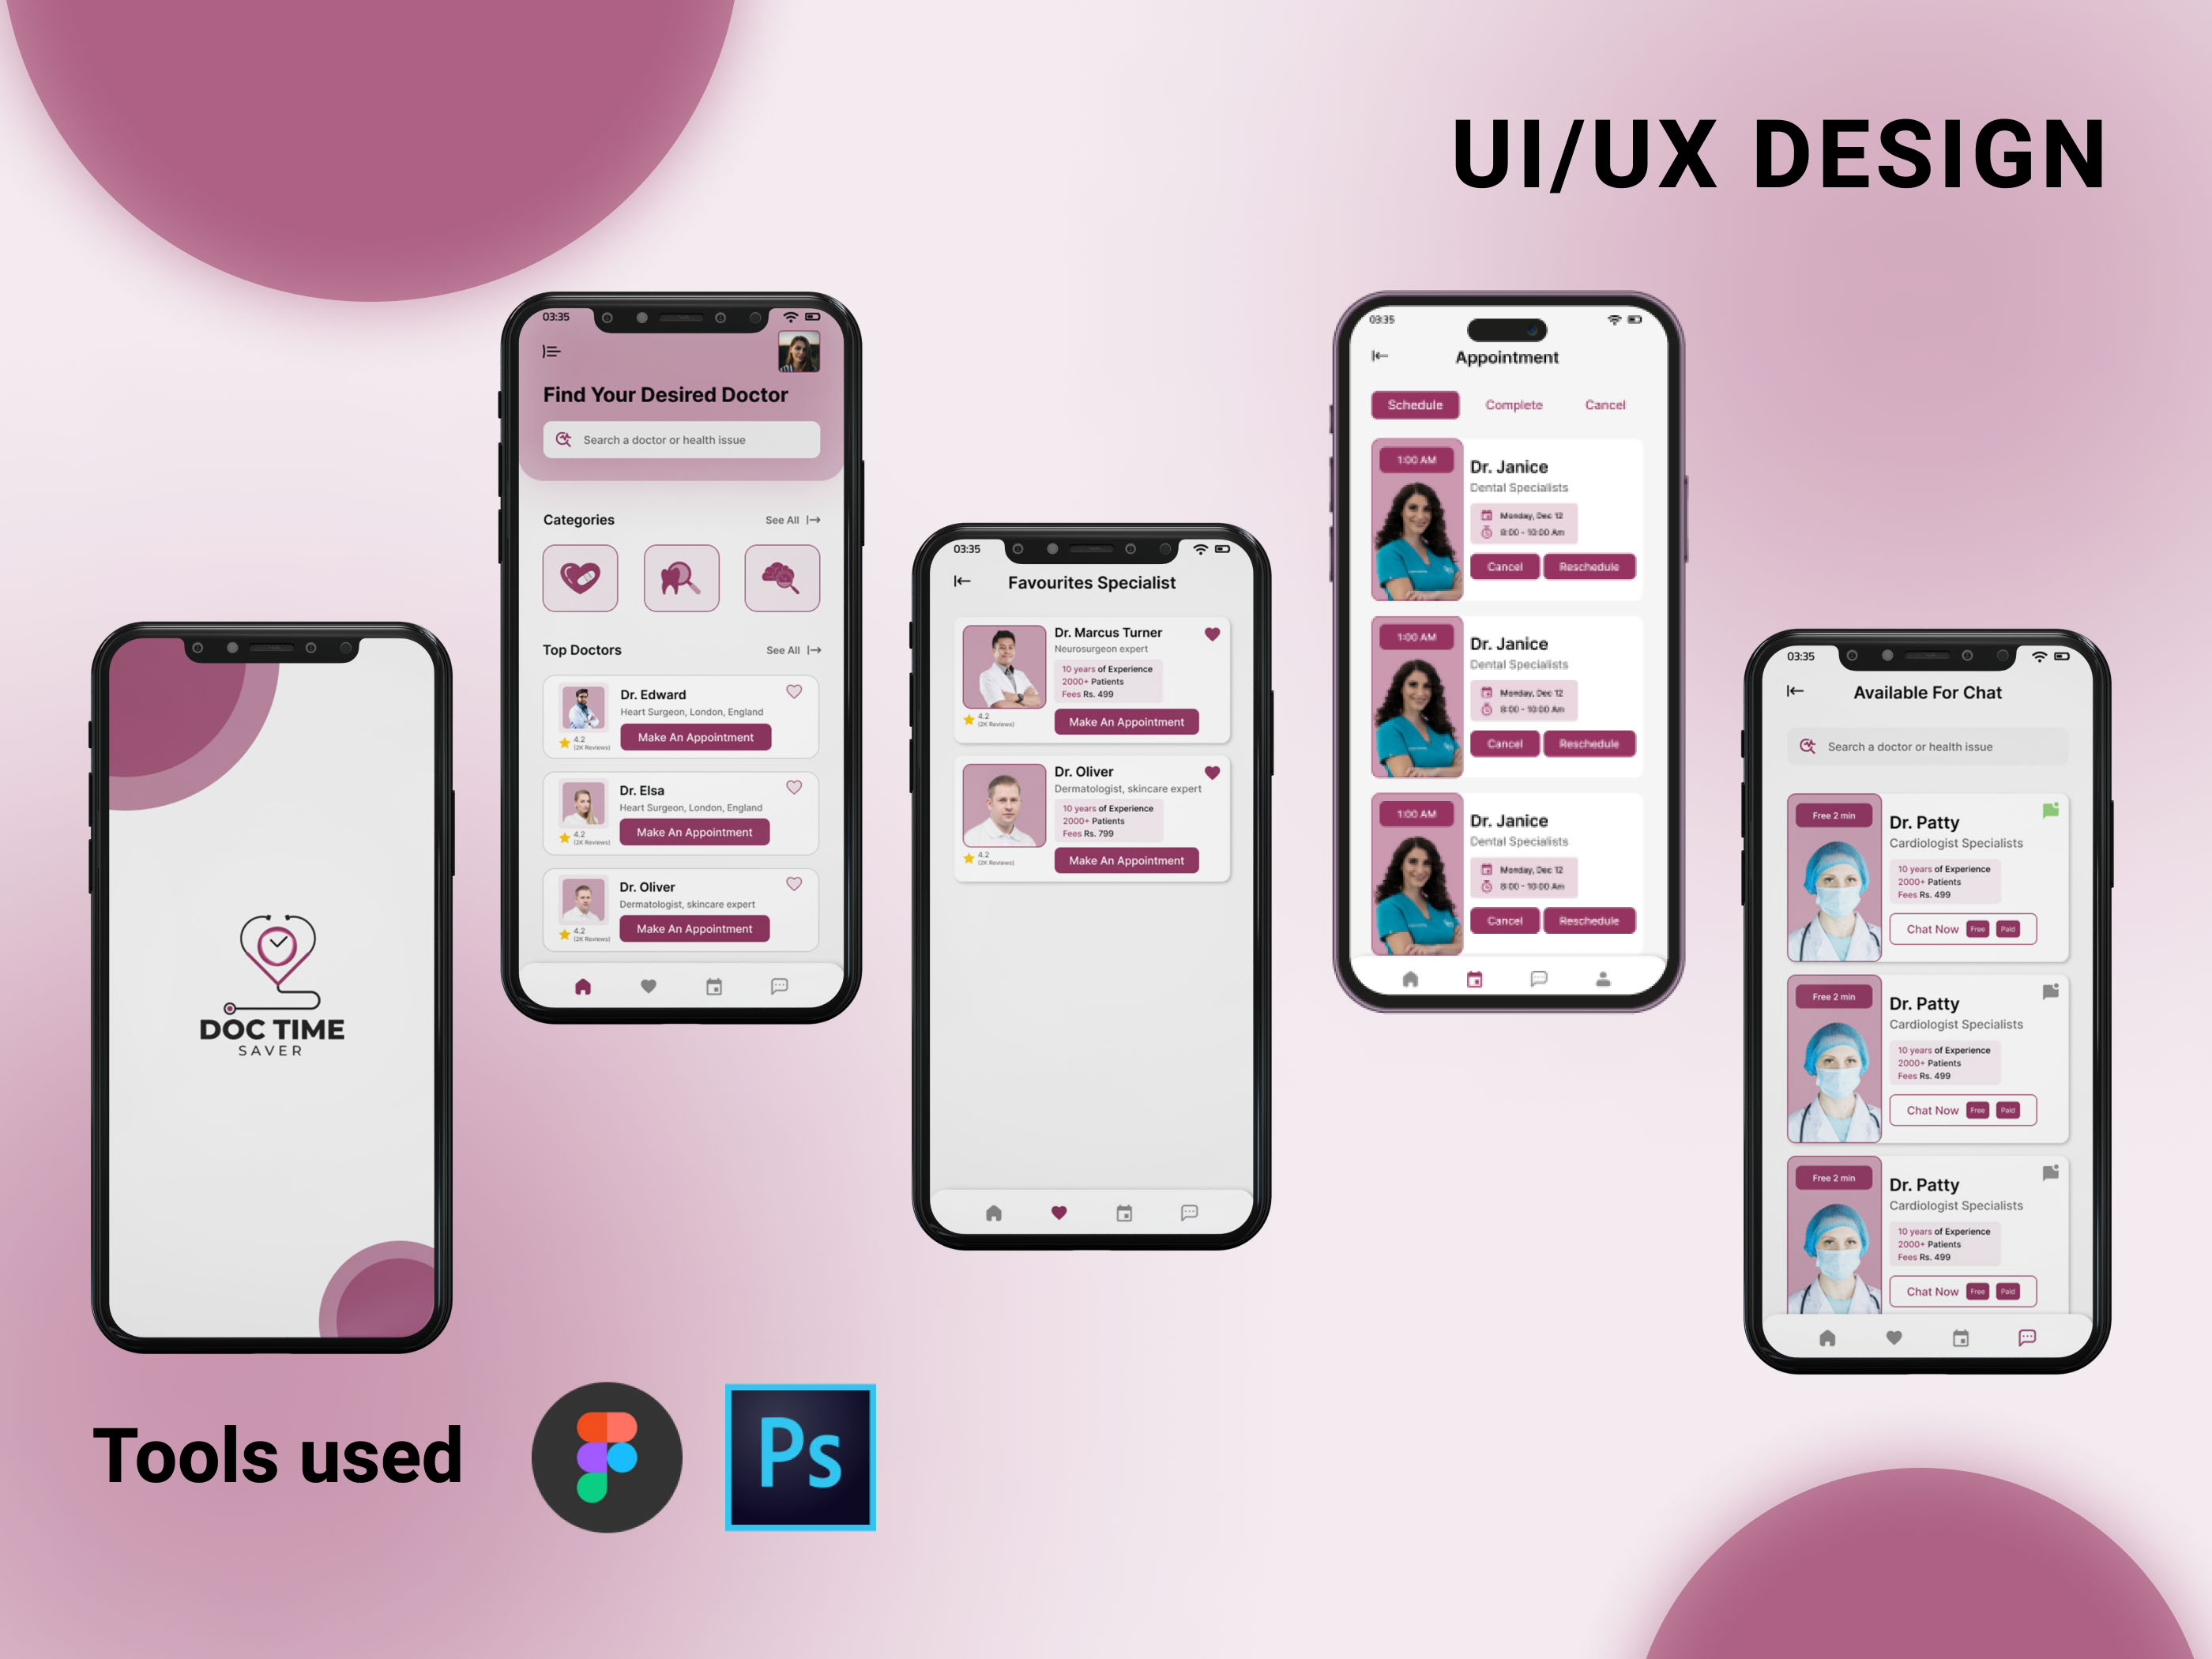 UI/UX DESIGN
DOC TIME
SAVER
03:35
Find Your Desired Doctor
Search a doctor or health issue
Categories
See All
Top Doctors
See All
Dr. Edward
Heart Surgeon, London, England
Make An Appointment
4.2
(2K Reviews)
Dr. Elsa
Heart Surgeon, London, England
Make An Appointment
4.2
(2K Reviews)
Dr. Oliver
Dermatologist, skincare expert
Make An Appointment
4.2
(2K Reviews)
03:35
Favourites Specialist
Dr. Marcus Turner
Neurosurgeon expert
10 years of Experience
2000+ Patients
Fees Rs. 499
4.2
(2K Reviews)
Make An Appointment
Dr. Oliver
Dermatologist, skincare expert
10 years of Experience
2000+ Patients
Fees Rs. 799
4.2
(2K Reviews)
Make An Appointment
03:35
Appointment
Schedule Complete Cancel
1:00 AM
Dr. Janice
Dental Specialists
Monday, Dec 12
8:00 - 10:00 Am
Cancel Reschedule
1:00 AM
Dr. Janice
Dental Specialists
Monday, Dec 12
8:00 - 10:00 Am
Cancel Reschedule
1:00 AM
Dr. Janice
Dental Specialists
Monday, Dec 12
8:00 - 10:00 Am
Cancel Reschedule
03:35
Available For Chat
Search a doctor or health issue
Free 2 min
Dr. Patty
Cardiologist Specialists
10 years of Experience
2000+ Patients
Fees Rs. 499
Chat Now Free Paid
Free 2 min
Dr. Patty
Cardiologist Specialists
10 years of Experience
2000+ Patients
Fees Rs. 499
Chat Now Free Paid
Free 2 min
Dr. Patty
Cardiologist Specialists
10 years of Experience
2000+ Patients
Fees Rs. 499
Chat Now Free Paid
Tools used
Ps